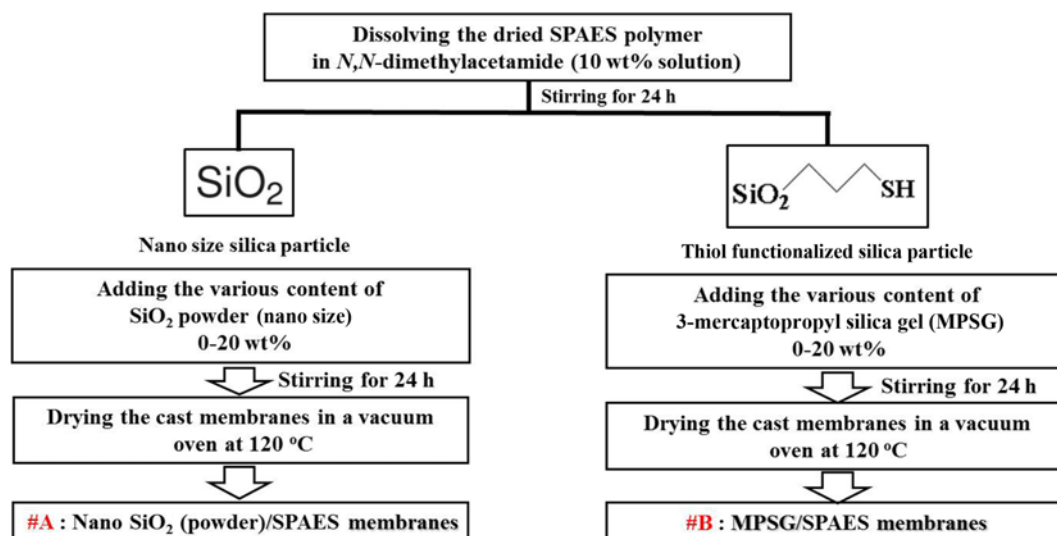 Dissolving the dried SPAES polymer
in N,N-dimethylacetamide (10 wt% solution)
Stirring for 24 h
SiO₂
Nano size silica particle
Adding the various content of
SiO₂ powder (nano size)
0-20 wt%
Stirring for 24 h
Drying the cast membranes in a vacuum
oven at 120 ºC
#A : Nano SiO₂ (powder)/SPAES membranes
SiO₂ SH
Thiol functionalized silica particle
Adding the various content of
3-mercaptopropyl silica gel (MPSG)
0-20 wt%
Stirring for 24 h
Drying the cast membranes in a vacuum
oven at 120 ºC
#B : MPSG/SPAES membranes